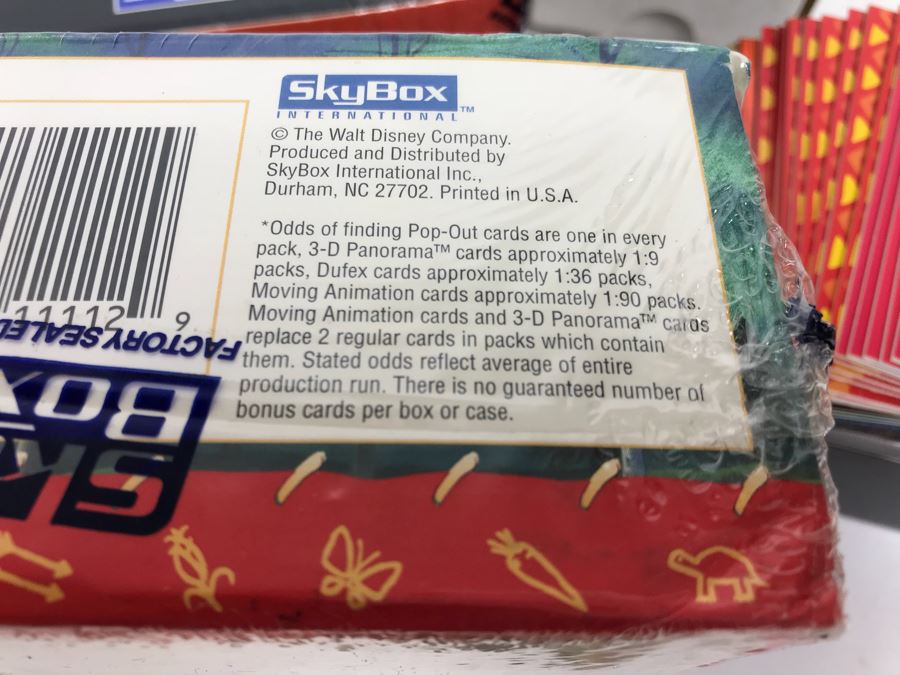 SkyBox™
INTERNATIONAL
© The Walt Disney Company.
Produced and Distributed by
SkyBox International Inc.,
Durham, NC 27702. Printed in U.S.A.
*Odds of finding Pop-Out cards are one in every
pack, 3-D Panorama™ cards approximately 1:9
packs, Dufex cards approximately 1:36 packs,
Moving Animation cards approximately 1:90 packs.
Moving Animation cards and 3-D Panorama™ cards
replace 2 regular cards in packs which contain
them. Stated odds reflect average of entire
production run. There is no guaranteed number of
bonus cards per box or case.
11112 9
FACTORY SEALED
SKY
BOX